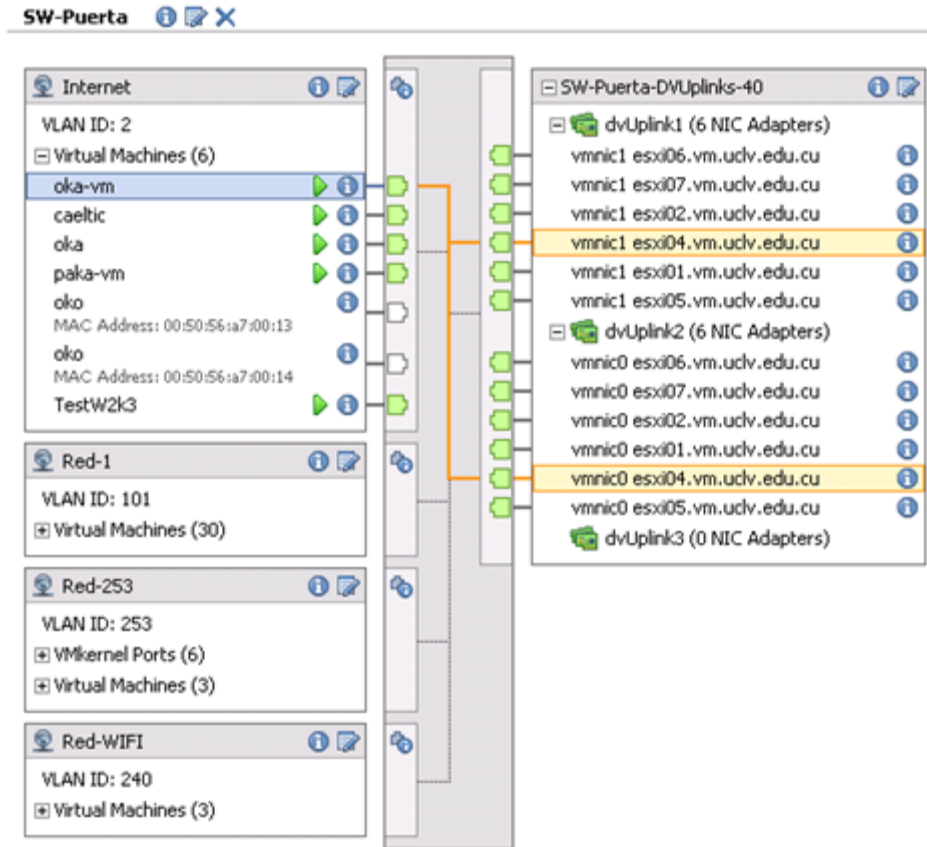 SW-Puerta
Internet
VLAN ID: 2
Virtual Machines (6)
oka-vm
caeltic
oka
paka-vm
oko
MAC Address: 00:50:56:a7:00:13
oko
MAC Address: 00:50:56:a7:00:14
TestW2k3
Red-1
VLAN ID: 101
Virtual Machines (30)
Red-253
VLAN ID: 253
VMkernel Ports (6)
Virtual Machines (3)
Red-WIFI
VLAN ID: 240
Virtual Machines (3)
SW-Puerta-DVUplinks-40
dvUplink1 (6 NIC Adapters)
vmnic1 esxi06.vm.uclv.edu.cu
vmnic1 esxi07.vm.uclv.edu.cu
vmnic1 esxi02.vm.uclv.edu.cu
vmnic1 esxi04.vm.uclv.edu.cu
vmnic1 esxi01.vm.uclv.edu.cu
vmnic1 esxi05.vm.uclv.edu.cu
dvUplink2 (6 NIC Adapters)
vmnic0 esxi06.vm.uclv.edu.cu
vmnic0 esxi07.vm.uclv.edu.cu
vmnic0 esxi02.vm.uclv.edu.cu
vmnic0 esxi01.vm.uclv.edu.cu
vmnic0 esxi04.vm.uclv.edu.cu
vmnic0 esxi05.vm.uclv.edu.cu
dvUplink3 (0 NIC Adapters)